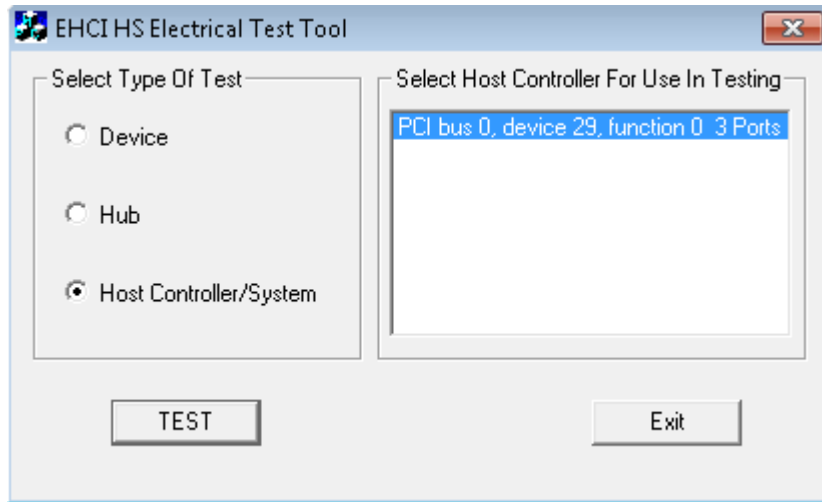 EHCI HS Electrical Test Tool
Select Type Of Test
Device
Hub
Host Controller/System
Select Host Controller For Use In Testing
PCI bus 0, device 29, function 0  3 Ports
TEST
Exit